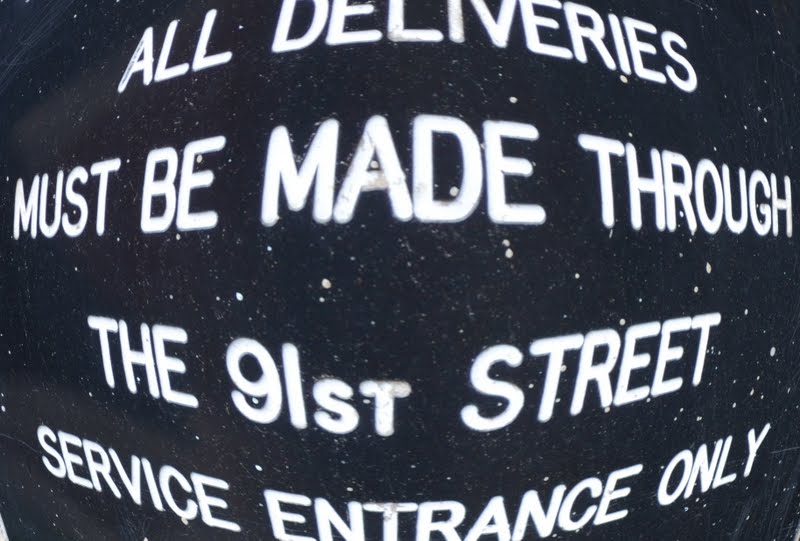 ALL DELIVERIES
MUST BE MADE THROUGH
THE 91ST STREET
SERVICE ENTRANCE ONLY